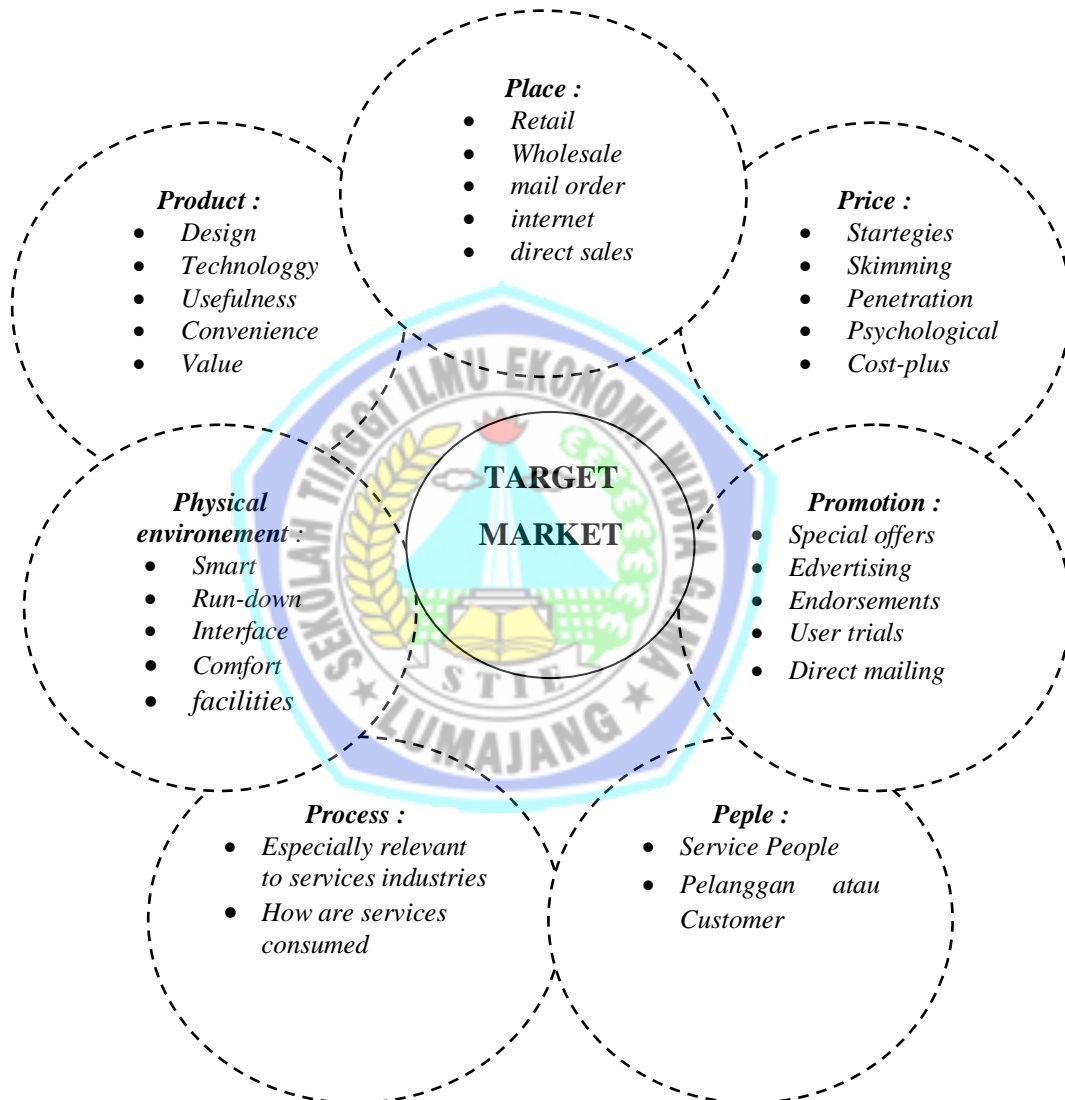 Place :
• Retail
• Wholesale
• mail order
• internet
• direct sales
Product :
• Design
• Technologgy
• Usefulness
• Convenience
• Value
Price :
• Startegies
• Skimming
• Penetration
• Psychological
• Cost-plus
TARGET
MARKET
Physical
environement :
• Smart
• Run-down
• Interface
• Comfort
• facilities
Promotion :
• Special offers
• Edvertising
• Endorsements
• User trials
• Direct mailing
Process :
• Especially relevant
to services industries
• How are services
consumed
Peple :
• Service People
• Pelanggan atau
Customer
SEKOLAH TINGGI ILMU EKONOMI WIDYA GAMA
STIE
LUMAJANG